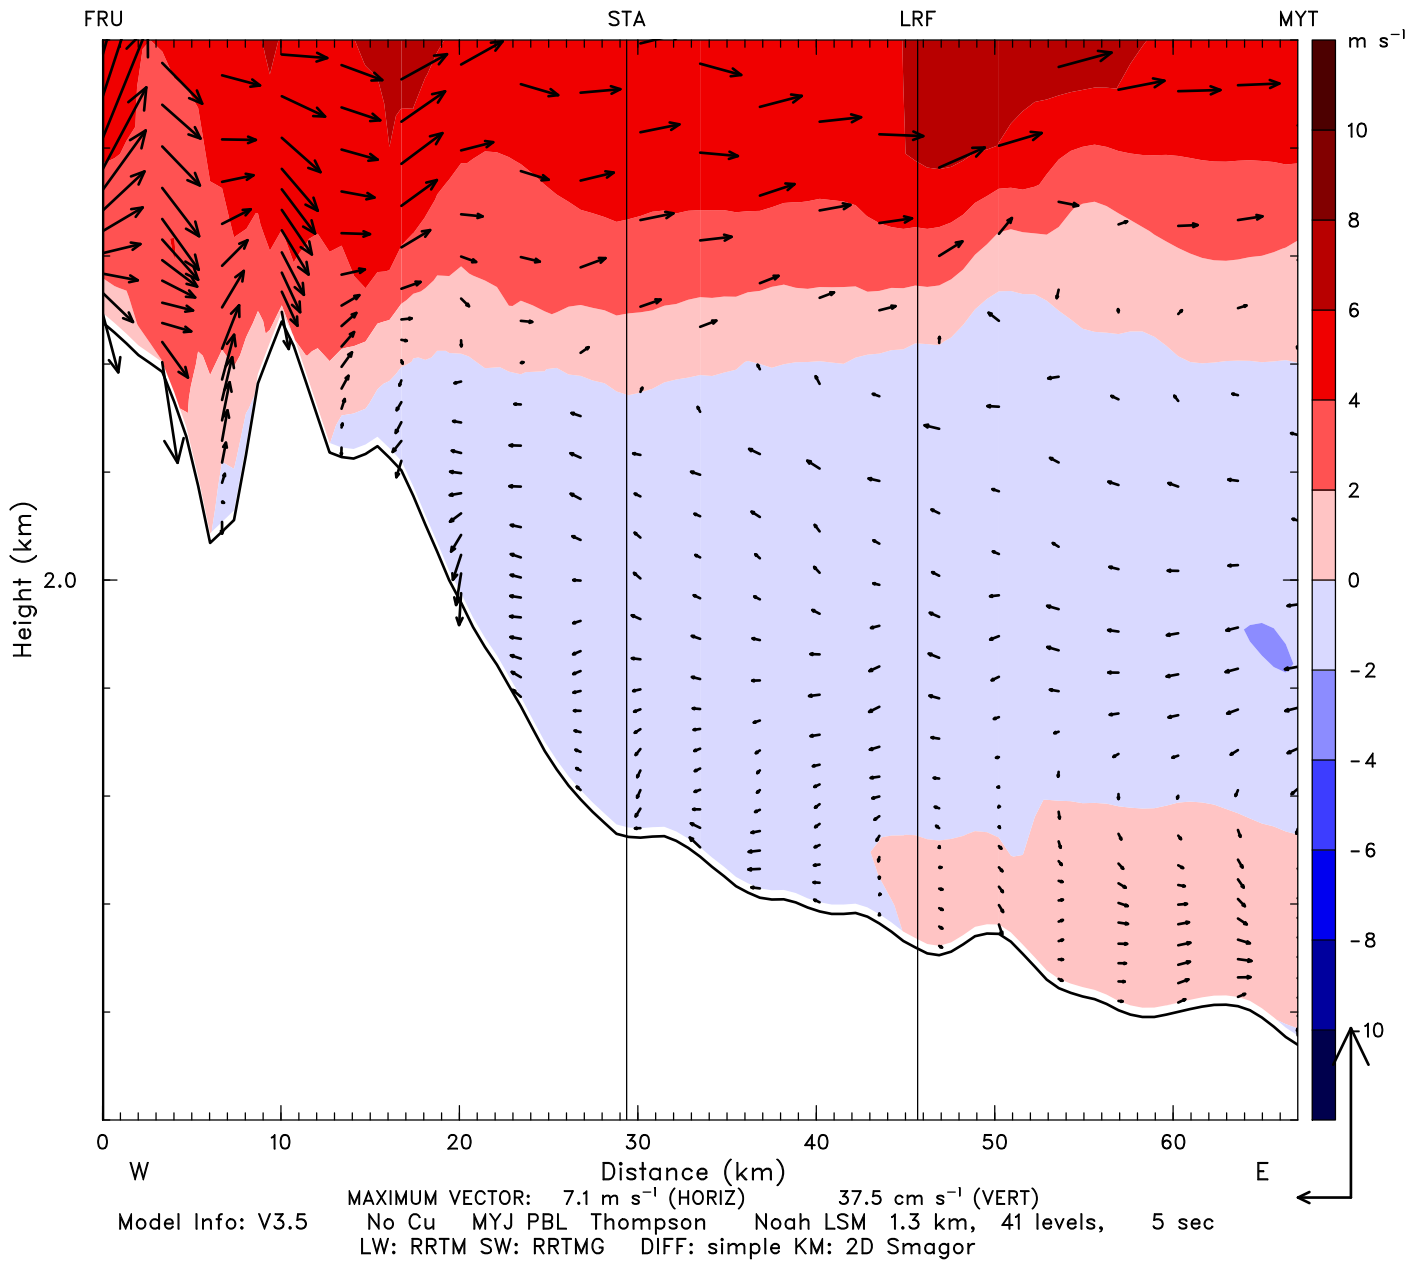 FRU STA LRF MYT
m s⁻¹
10
8
6
4
2
0
-2
-4
-6
-8
-10
Height (km)
2.0
0 10 20 30 40 50 60
W Distance (km) E
MAXIMUM VECTOR: 7.1 m s⁻¹ (HORIZ) 37.5 cm s⁻¹ (VERT)
Model Info: V3.5 No Cu MYJ PBL Thompson Noah LSM 1.3 km, 41 levels, 5 sec
LW: RRTM SW: RRTMG DIFF: simple KM: 2D Smagor